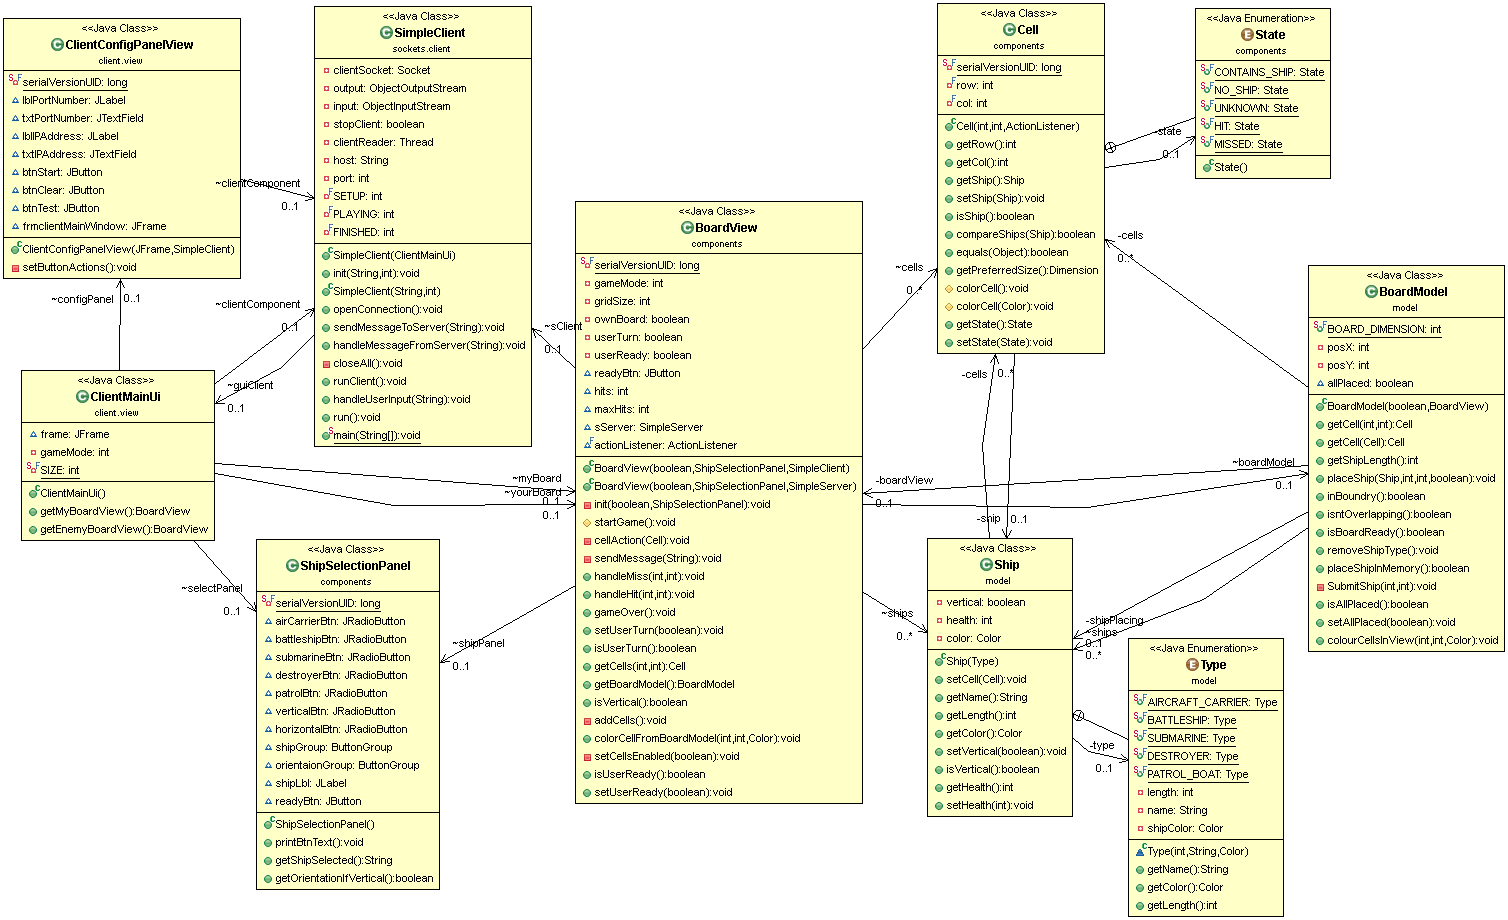 <<Java Class>>
ClientConfigPanelView
client.view
serialVersionUID: long
lblPortNumber: JLabel
txtPortNumber: JTextField
lblIPAddress: JLabel
txtIPAddress: JTextField
btnStart: JButton
btnClear: JButton
btnTest: JButton
frmclientMainWindow: JFrame
ClientConfigPanelView(JFrame,SimpleClient)
setButtonActions():void
~clientComponent
0..1
~configPanel
0..1
<<Java Class>>
SimpleClient
sockets.client
clientSocket: Socket
output: ObjectOutputStream
input: ObjectInputStream
stopClient: boolean
clientReader: Thread
host: String
port: int
SETUP: int
PLAYING: int
FINISHED: int
SimpleClient(ClientMainUi)
init(String,int):void
SimpleClient(String,int)
openConnection():void
sendMessageToServer(String):void
handleMessageFromServer(String):void
closeAll():void
runClient():void
handleUserInput(String):void
run():void
main(String[]):void
~clientComponent
0..1
~guiClient
0..1
~sClient
0..1
<<Java Class>>
ClientMainUi
client.view
frame: JFrame
gameMode: int
SIZE: int
ClientMainUi()
getMyBoardView():BoardView
getEnemyBoardView():BoardView
~myBoard
0..1
~yourBoard
0..1
~selectPanel
0..1
<<Java Class>>
ShipSelectionPanel
components
serialVersionUID: long
airCarrierBtn: JRadioButton
battleshipBtn: JRadioButton
submarineBtn: JRadioButton
destroyerBtn: JRadioButton
patrolBtn: JRadioButton
verticalBtn: JRadioButton
horizontalBtn: JRadioButton
shipGroup: ButtonGroup
orientaionGroup: ButtonGroup
shipLbl: JLabel
readyBtn: JButton
ShipSelectionPanel()
printBtnText():void
getShipSelected():String
getOrientationIfVertical():boolean
~shipPanel
0..1
<<Java Class>>
BoardView
components
serialVersionUID: long
gameMode: int
gridSize: int
ownBoard: boolean
userTurn: boolean
userReady: boolean
readyBtn: JButton
hits: int
maxHits: int
sServer: SimpleServer
actionListener: ActionListener
BoardView(boolean,ShipSelectionPanel,SimpleClient)
BoardView(boolean,ShipSelectionPanel,SimpleServer)
init(boolean,ShipSelectionPanel):void
startGame():void
cellAction(Cell):void
sendMessage(String):void
handleMiss(int,int):void
handleHit(int,int):void
gameOver():void
setUserTurn(boolean):void
isUserTurn():boolean
getCells(int,int):Cell
getBoardModel():BoardModel
isVertical():boolean
addCells():void
colorCellFromBoardModel(int,int,Color):void
setCellsEnabled(boolean):void
isUserReady():boolean
setUserReady(boolean):void
~cells
0..*
-boardView
0..1
~boardModel
0..1
~ships
0..*
<<Java Class>>
Cell
components
serialVersionUID: long
row: int
col: int
Cell(int,int,ActionListener)
getRow():int
getCol():int
getShip():Ship
setShip(Ship):void
isShip():boolean
compareShips(Ship):boolean
equals(Object):boolean
getPreferredSize():Dimension
colorCell():void
colorCell(Color):void
getState():State
setState(State):void
-state
0..1
-cells
0..*
-cells
0..*
-ship
0..1
<<Java Enumeration>>
State
components
CONTAINS_SHIP: State
NO_SHIP: State
UNKNOWN: State
HIT: State
MISSED: State
State()
<<Java Class>>
BoardModel
model
BOARD_DIMENSION: int
posX: int
posY: int
allPlaced: boolean
BoardModel(boolean,BoardView)
getCell(int,int):Cell
getCell(Cell):Cell
getShipLength():int
placeShip(Ship,int,int,boolean):void
inBoundry():boolean
isntOverlapping():boolean
isBoardReady():boolean
removeShipType():void
placeShipInMemory():boolean
SubmitShip(int,int):void
isAllPlaced():boolean
setAllPlaced(boolean):void
colourCellsInView(int,int,Color):void
-shipPlacing
0..1
-ships
0..*
<<Java Class>>
Ship
model
vertical: boolean
health: int
color: Color
Ship(Type)
setCell(Cell):void
getName():String
getLength():int
getColor():Color
setVertical(boolean):void
isVertical():boolean
getHealth():int
setHealth(int):void
-type
0..1
<<Java Enumeration>>
Type
model
AIRCRAFT_CARRIER: Type
BATTLESHIP: Type
SUBMARINE: Type
DESTROYER: Type
PATROL_BOAT: Type
length: int
name: String
shipColor: Color
Type(int,String,Color)
getName():String
getColor():Color
getLength():int